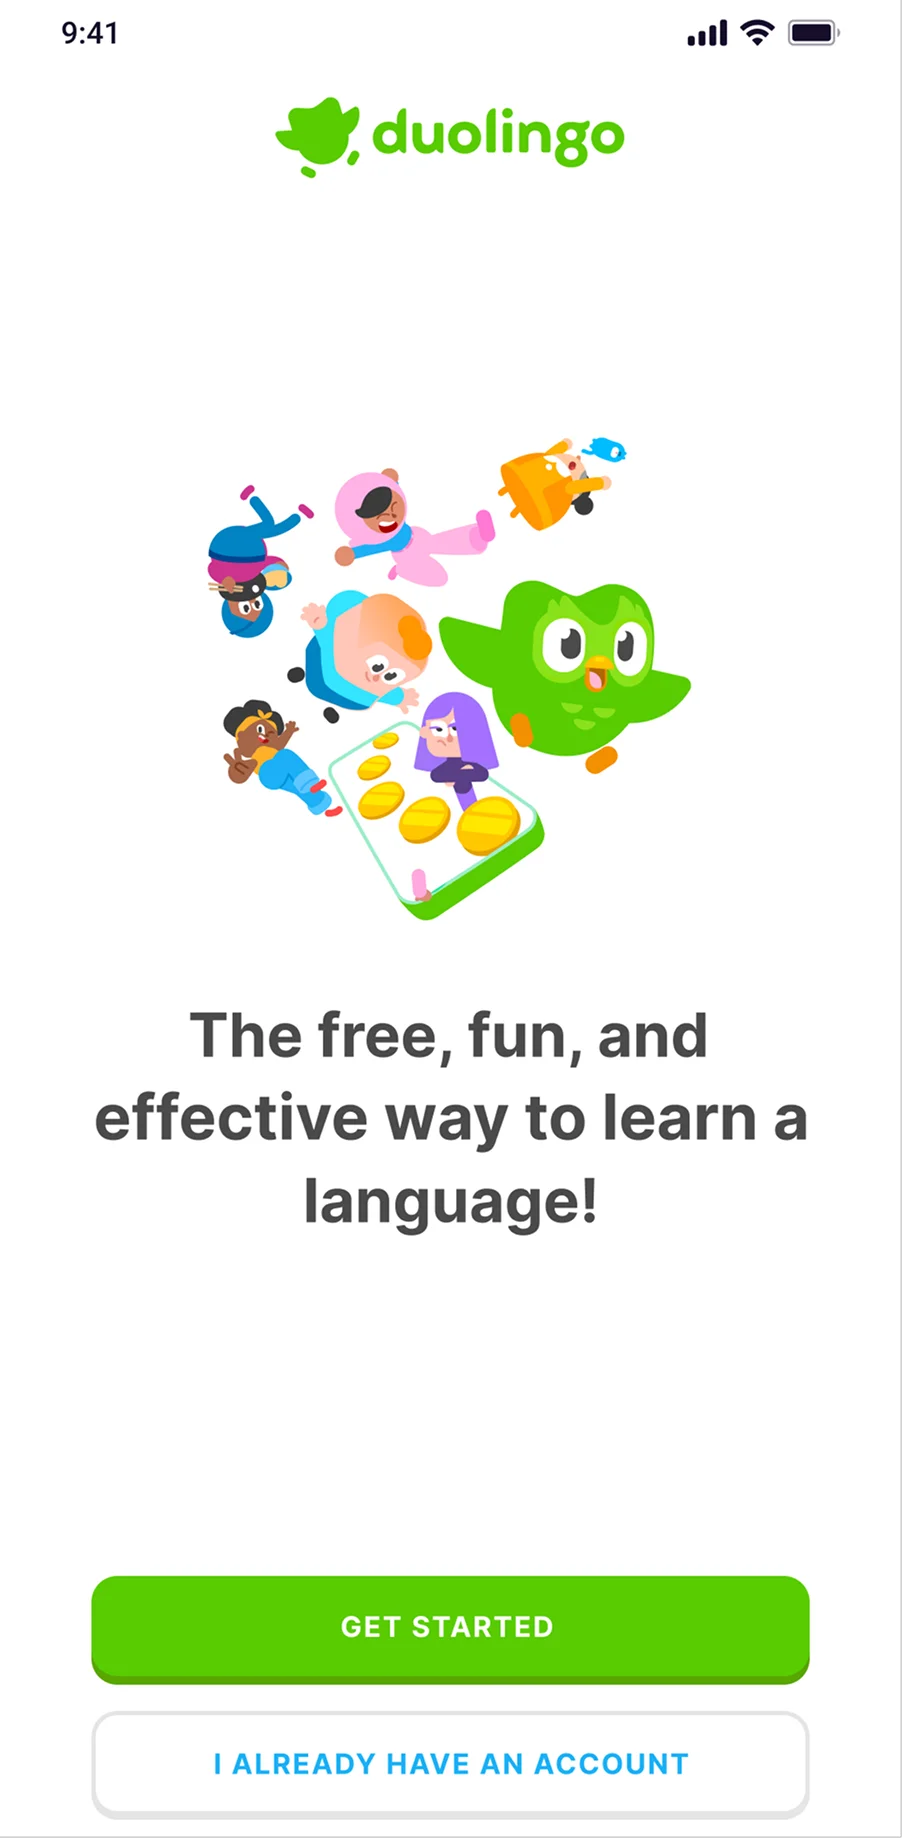 9:41
duolingo
The free, fun, and
effective way to learn a
language!
GET STARTED
I ALREADY HAVE AN ACCOUNT